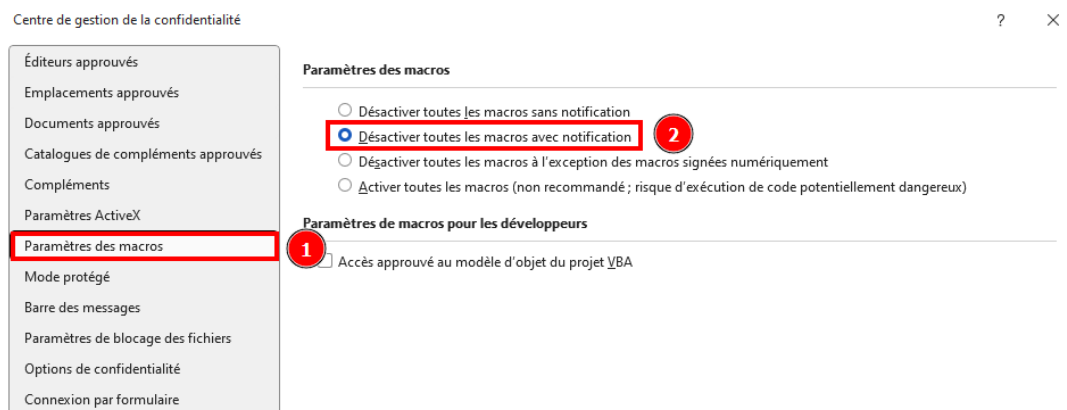 Centre de gestion de la confidentialité
?
Éditeurs approuvés
Emplacements approuvés
Documents approuvés
Catalogues de compléments approuvés
Compléments
Paramètres ActiveX
Paramètres des macros
1
Mode protégé
Barre des messages
Paramètres de blocage des fichiers
Options de confidentialité
Connexion par formulaire
Paramètres des macros
Désactiver toutes les macros sans notification
Désactiver toutes les macros avec notification
2
Désactiver toutes les macros à l’exception des macros signées numériquement
Activer toutes les macros (non recommandé ; risque d’exécution de code potentiellement dangereux)
Paramètres de macros pour les développeurs
Accès approuvé au modèle d’objet du projet VBA